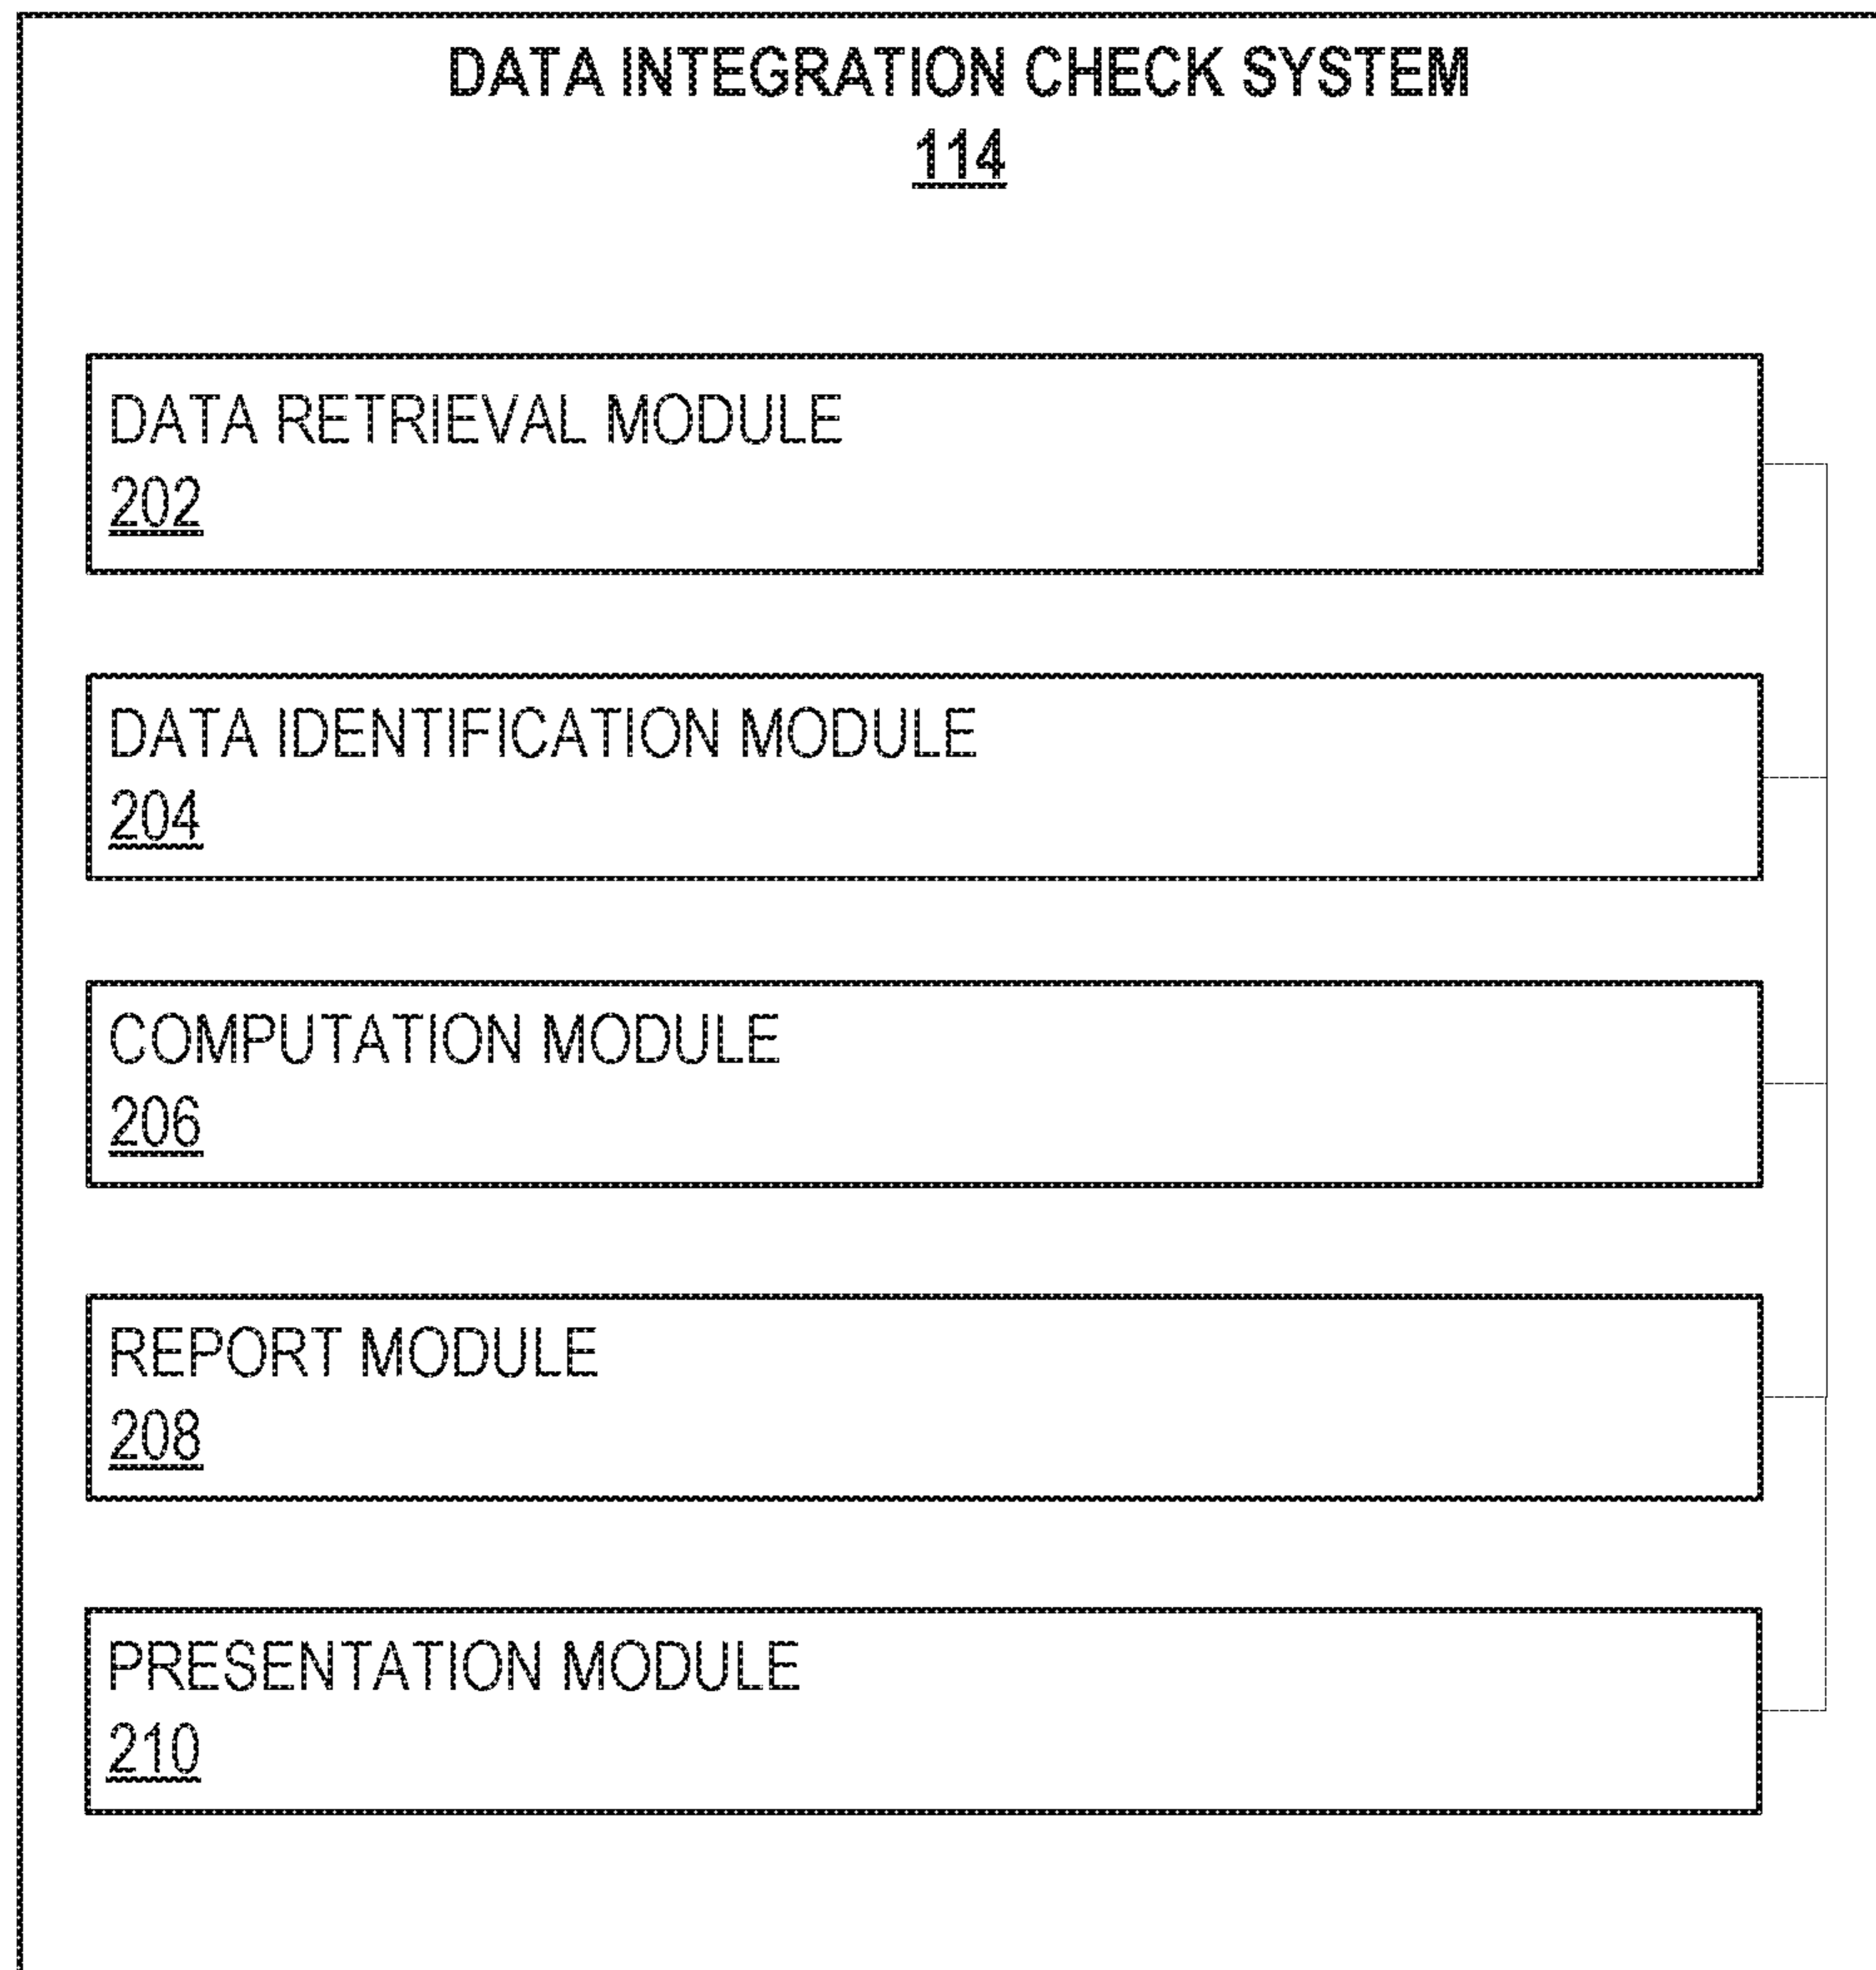 DATA INTEGRATION CHECK SYSTEM
114
DATA RETRIEVAL MODULE
202
DATA IDENTIFICATION MODULE
204
COMPUTATION MODULE
206
REPORT MODULE
208
PRESENTATION MODULE
210